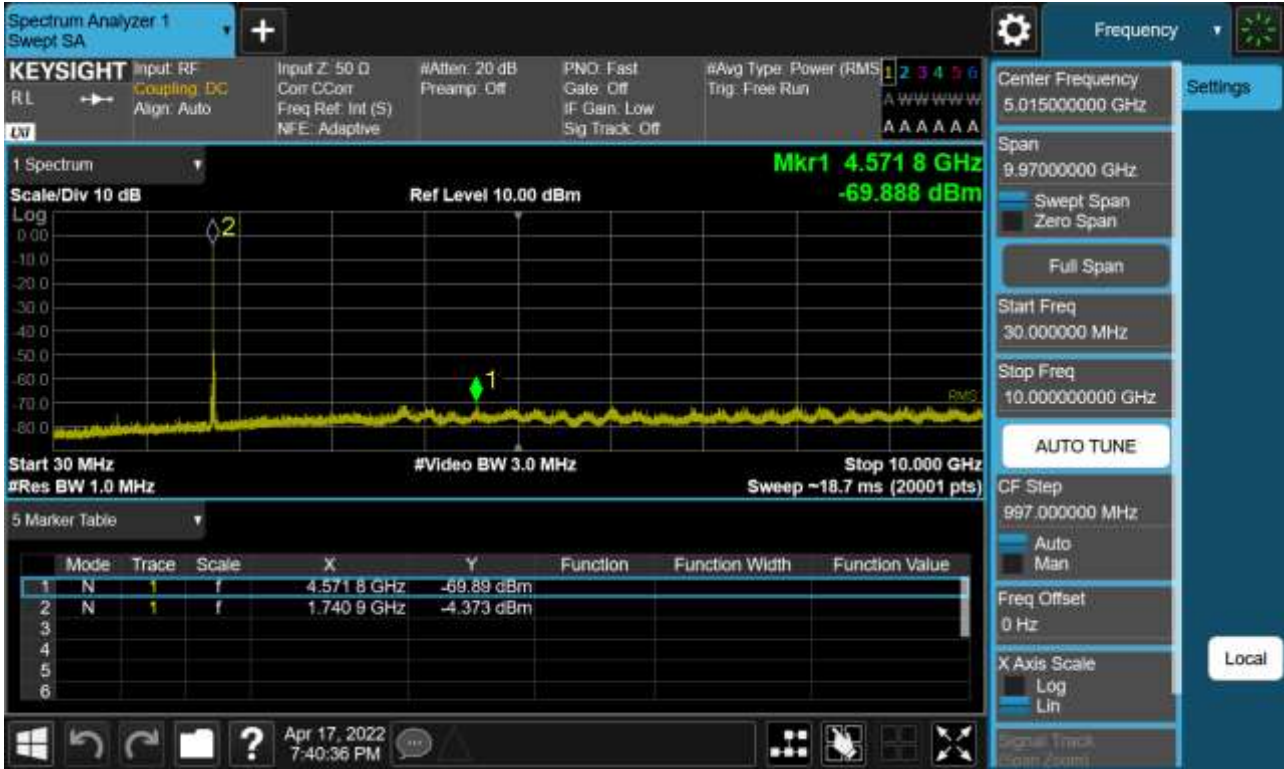 Spectrum Analyzer 1
Swept SA
+
Frequency
KEYSIGHT
RL
LXI
Input: RF
Coupling: DC
Align: Auto
Input Z: 50 Ω
Corr CCorr
Freq Ref: Int (S)
NFE: Adaptive
#Atten: 20 dB
Preamp: Off
PNO: Fast
Gate: Off
IF Gain: Low
Sig Track: Off
#Avg Type: Power (RMS
Trig: Free Run
1 2 3 4 5 6
A W W W W W
A A A A A A
1 Spectrum
Scale/Div 10 dB
Ref Level 10.00 dBm
Mkr1 4.571 8 GHz
-69.888 dBm
Log
0.00
-10.0
-20.0
-30.0
-40.0
-50.0
-60.0
-70.0
-80.0
2
1
RMS
Start 30 MHz
#Res BW 1.0 MHz
#Video BW 3.0 MHz
Stop 10.000 GHz
Sweep ~18.7 ms (20001 pts)
5 Marker Table
Mode Trace Scale X Y Function Function Width Function Value
1 N 1 f 4.571 8 GHz -69.89 dBm
2 N 1 f 1.740 9 GHz -4.373 dBm
3
4
5
6
?
Apr 17, 2022
7:40:36 PM
Center Frequency
5.015000000 GHz
Span
9.97000000 GHz
Swept Span
Zero Span
Full Span
Start Freq
30.000000 MHz
Stop Freq
10.000000000 GHz
AUTO TUNE
CF Step
997.000000 MHz
Auto
Man
Freq Offset
0 Hz
X Axis Scale
Log
Lin
Signal Track
(Span Zoom)
Settings
Local